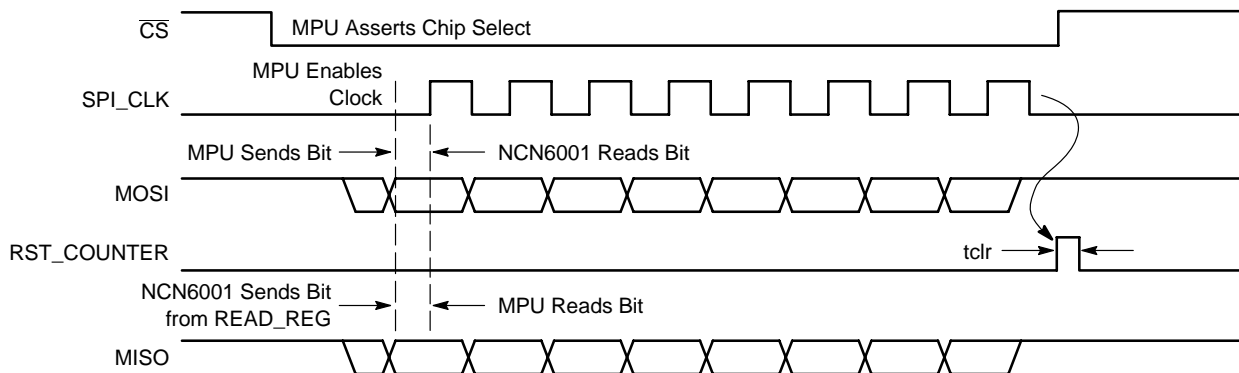 CS
MPU Asserts Chip Select
MPU Enables
Clock
SPI_CLK
MPU Sends Bit
NCN6001 Reads Bit
MOSI
RST_COUNTER
tclr
NCN6001 Sends Bit
from READ_REG
MPU Reads Bit
MISO